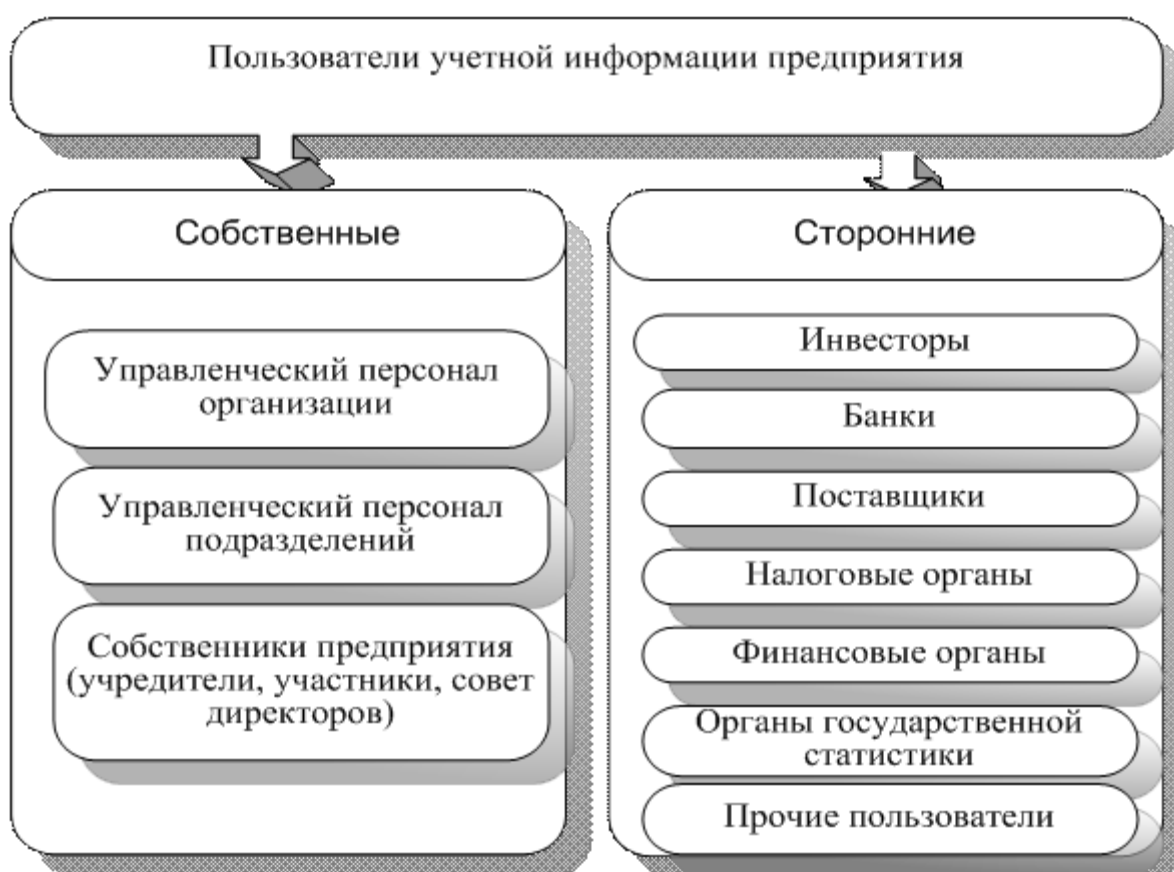 Пользователи учетной информации предприятия
Собственные
Управленческий персонал
организации
Управленческий персонал
подразделений
Собственники предприятия
(учредители, участники, совет
директоров)
Сторонние
Инвесторы
Банки
Поставщики
Налоговые органы
Финансовые органы
Органы государственной
статистики
Прочие пользователи